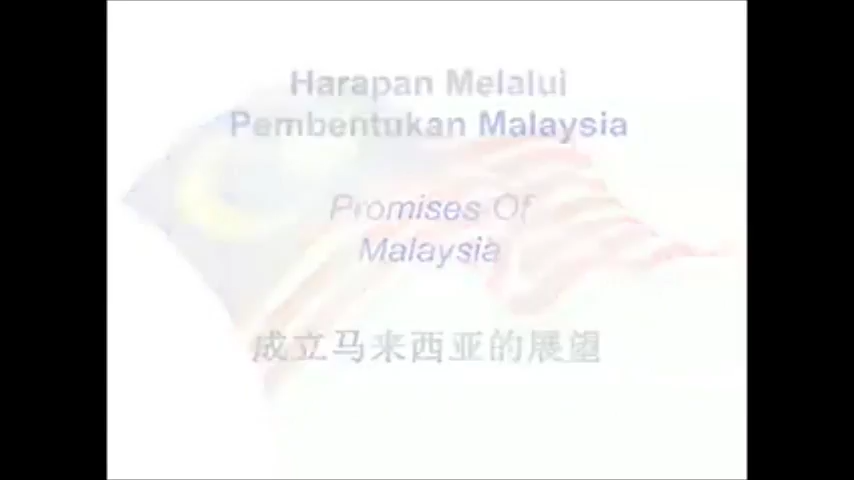 Harapan Melalui
Pembentukan Malaysia
Promises Of
Malaysia
成立马来西亚的展望